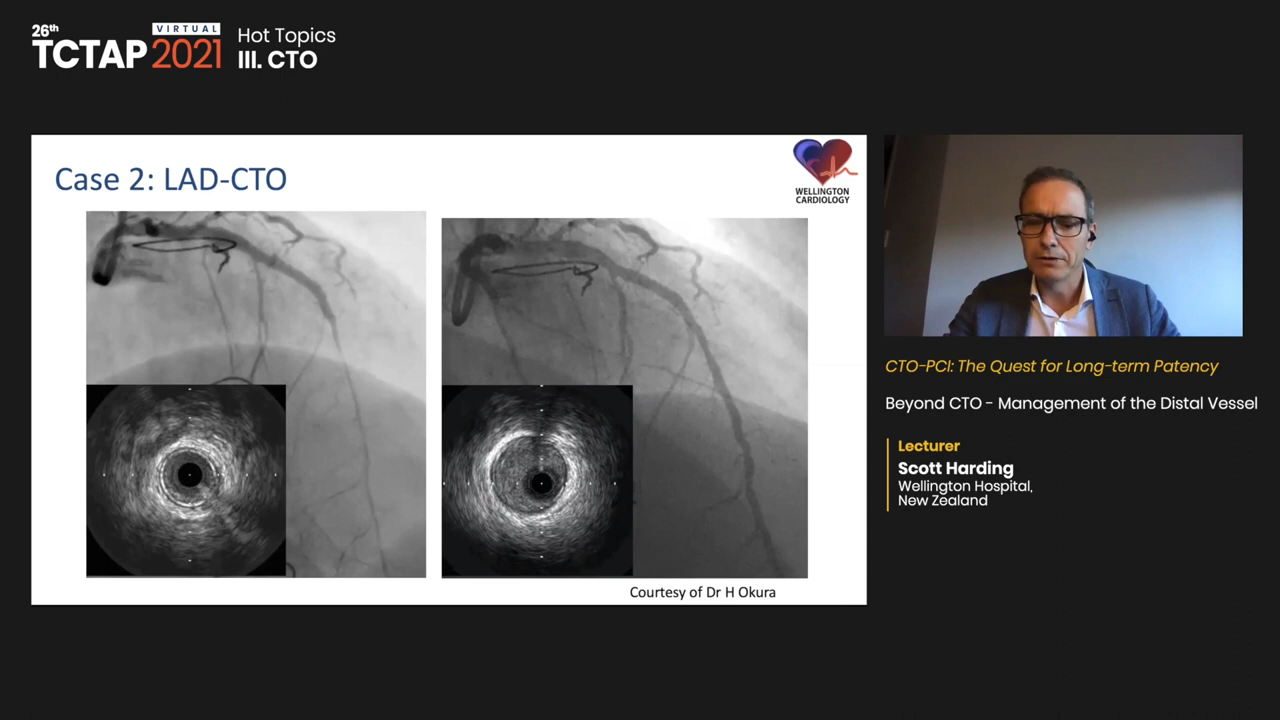 26th
VIRTUAL
TCTAP 2021
Hot Topics
III. CTO
Case 2: LAD-CTO
WELLINGTON
CARDIOLOGY
Courtesy of Dr H Okura
CTO-PCI: The Quest for Long-term Patency
Beyond CTO - Management of the Distal Vessel
Lecturer
Scott Harding
Wellington Hospital,
New Zealand